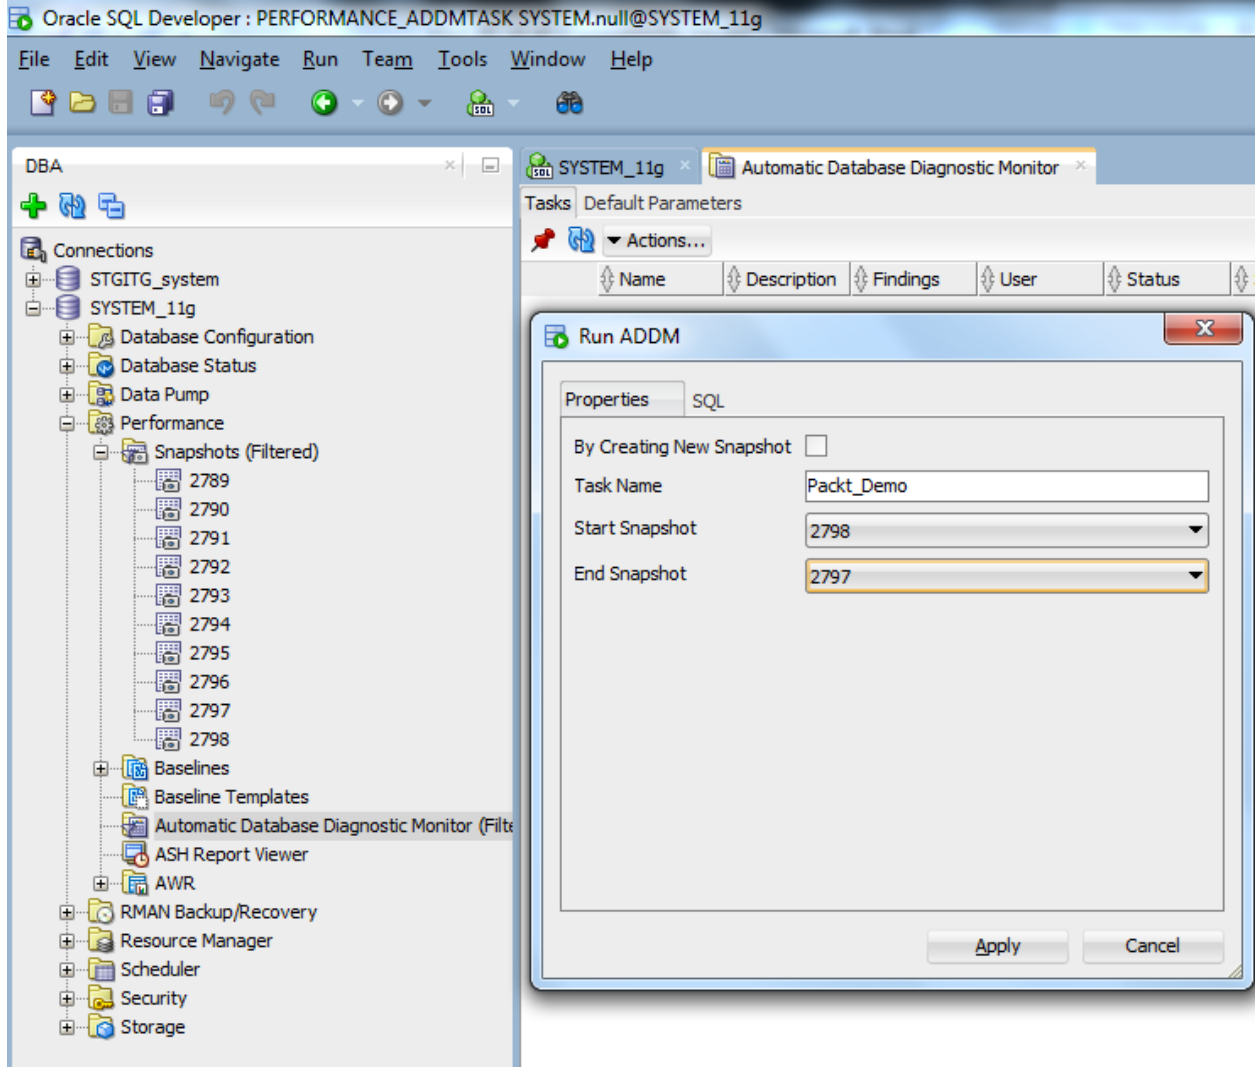 Oracle SQL Developer : PERFORMANCE_ADDMTASK SYSTEM.null@SYSTEM_11g
File Edit View Navigate Run Team Tools Window Help
DBA
Connections
STGITG_system
SYSTEM_11g
Database Configuration
Database Status
Data Pump
Performance
Snapshots (Filtered)
2789
2790
2791
2792
2793
2794
2795
2796
2797
2798
Baselines
Baseline Templates
Automatic Database Diagnostic Monitor (Filte
ASH Report Viewer
AWR
RMAN Backup/Recovery
Resource Manager
Scheduler
Security
Storage
SYSTEM_11g Automatic Database Diagnostic Monitor
Tasks Default Parameters
Actions...
Name Description Findings User Status
Run ADDM
Properties SQL
By Creating New Snapshot
Task Name Packt_Demo
Start Snapshot 2798
End Snapshot 2797
Apply Cancel